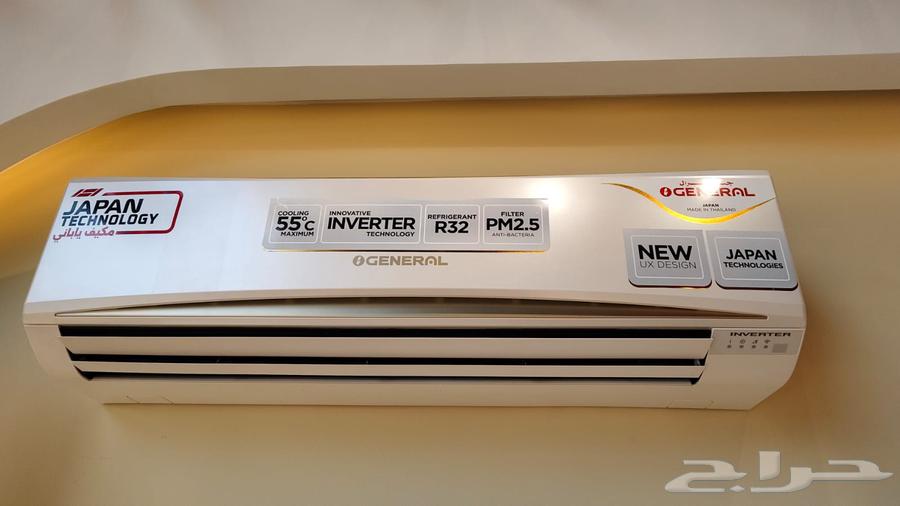 JAPAN
TECHNOLOGY
مكيف ياباني
COOLING
55°C
MAXIMUM
INNOVATIVE
INVERTER
TECHNOLOGY
REFRIGERANT
R32
FILTER
PM2.5
ANTI-BACTERIA
GENERAL
جنرال
GENERAL
JAPAN
MADE IN THAILAND
NEW
UX DESIGN
JAPAN
TECHNOLOGIES
INVERTER
حراج